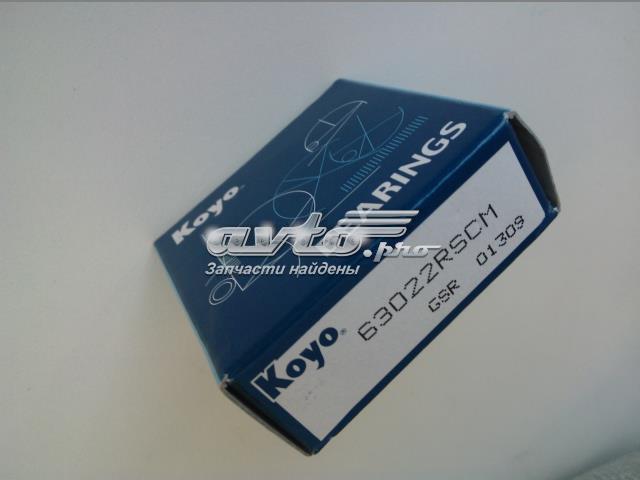 Koyo
BEARINGS
avto.pro
Запчасти найдены
Koyo®
63022RSCM
GSR 01309